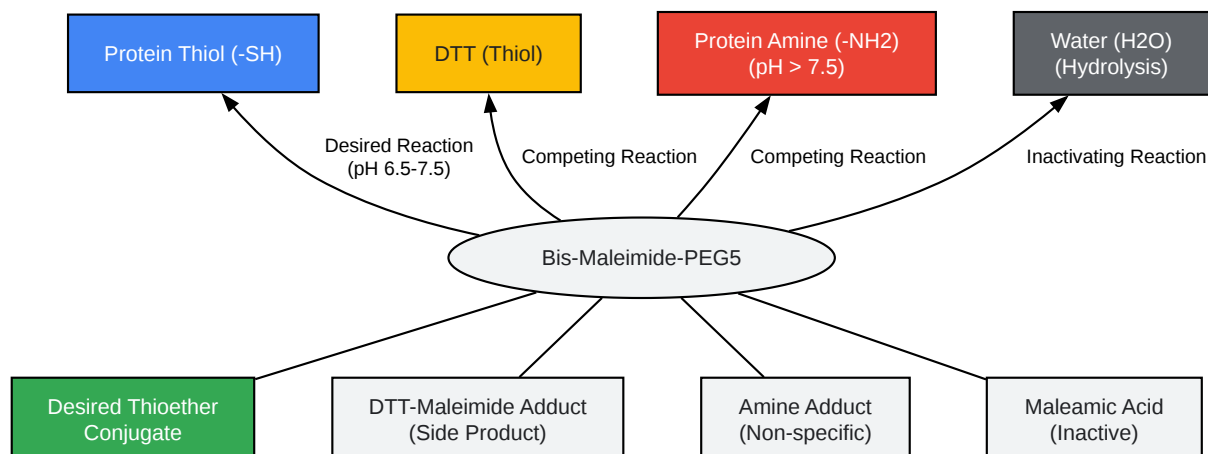 Protein Thiol (-SH)
DTT (Thiol)
Protein Amine (-NH2)
(pH > 7.5)
Water (H2O)
(Hydrolysis)
Desired Reaction
(pH 6.5-7.5)
Competing Reaction
Competing Reaction
Inactivating Reaction
Bis-Maleimide-PEG5
Desired Thioether
Conjugate
DTT-Maleimide Adduct
(Side Product)
Amine Adduct
(Non-specific)
Maleamic Acid
(Inactive)